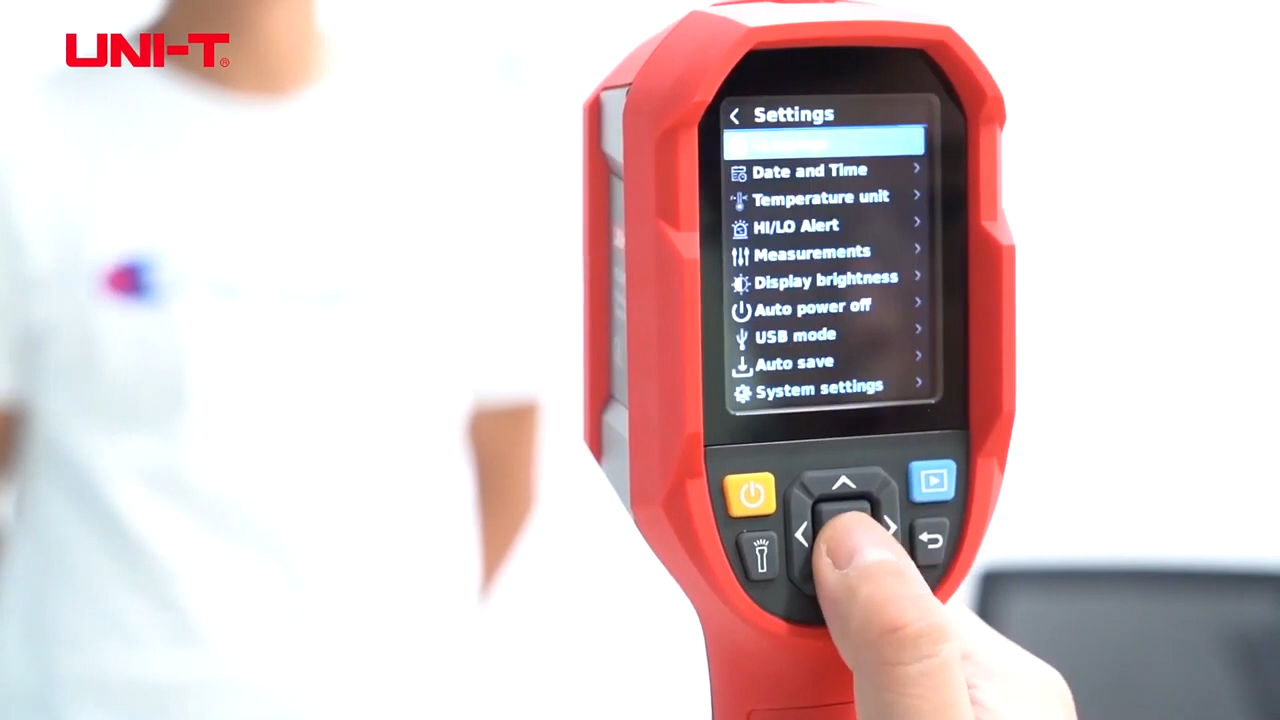 UNI-T®
Settings
Date and Time
Temperature unit
HI/LO Alert
Measurements
Display brightness
Auto power off
USB mode
Auto save
System settings